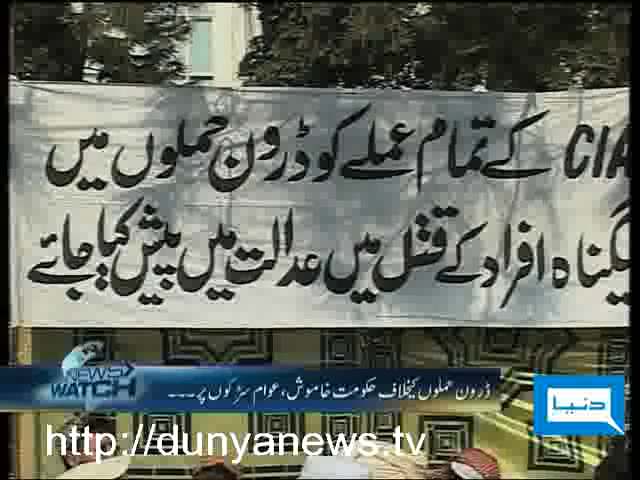 CIA کے تمام عملے کو ڈرون حملوں میں
بیگناہ افراد کے قتل میں عدالت میں پیش کیا جائے
NEWS
WATCH
ڈرون حملوں کیخلاف حکومت خاموش، عوام سڑکوں پر۔۔۔
دنیا
http://dunyanews.tv